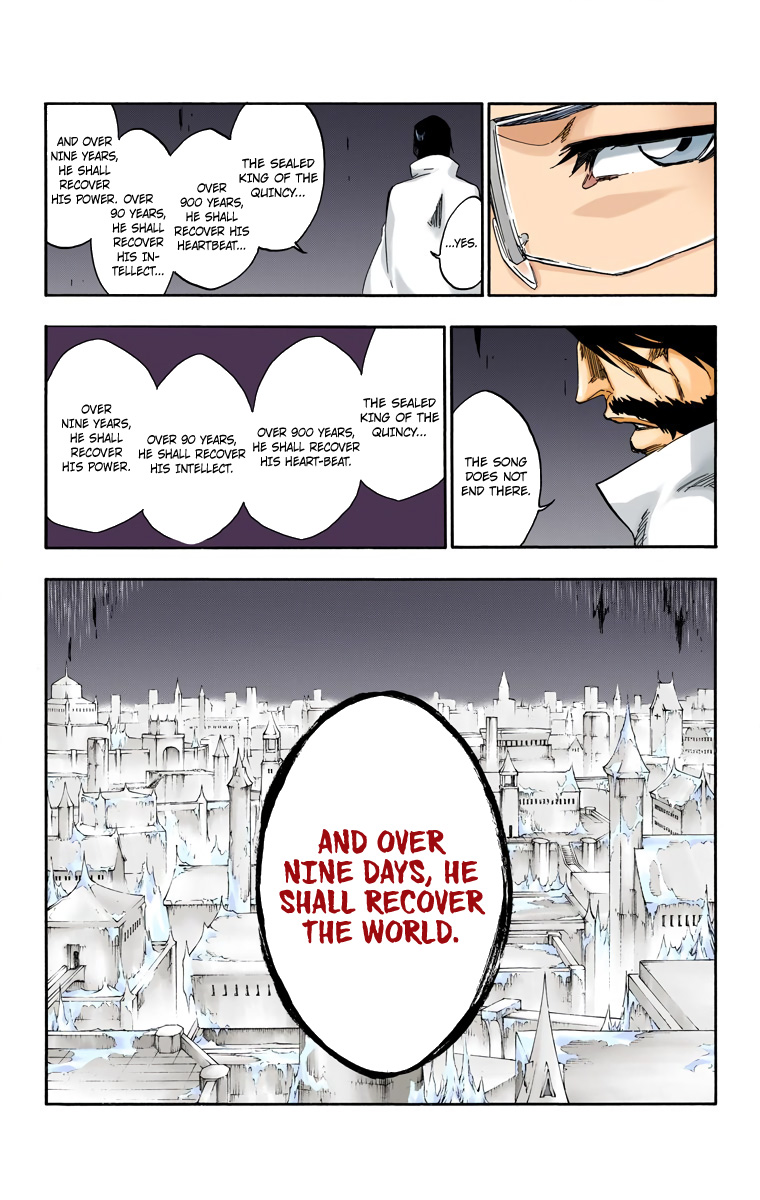 ...YES.
THE SEALED
KING OF THE
QUINCY...
OVER
900 YEARS,
HE SHALL
RECOVER HIS
HEARTBEAT...
OVER
90 YEARS,
HE SHALL
RECOVER
HIS IN-
TELLECT...
AND OVER
NINE YEARS,
HE SHALL
RECOVER
HIS POWER.
THE SONG
DOES NOT
END THERE.
THE SEALED
KING OF THE
QUINCY...
OVER 900 YEARS,
HE SHALL RECOVER
HIS HEART-BEAT.
OVER 90 YEARS,
HE SHALL RECOVER
HIS INTELLECT.
OVER
NINE YEARS,
HE SHALL
RECOVER
HIS POWER.
AND OVER
NINE DAYS, HE
SHALL RECOVER
THE WORLD.